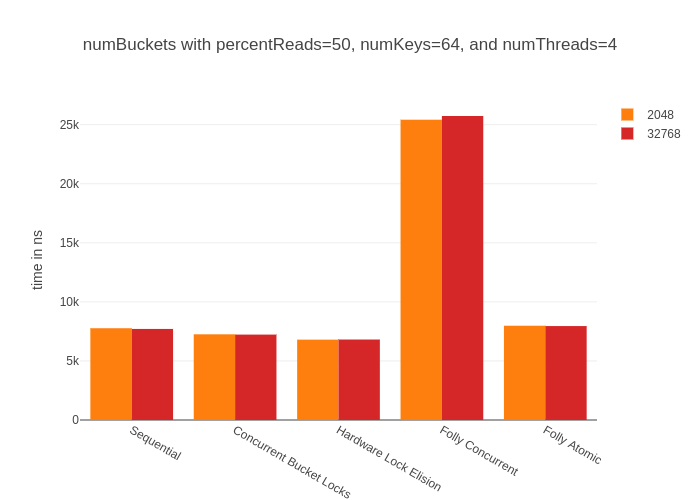 numBuckets with percentReads=50, numKeys=64, and numThreads=4
2048
32768
25k
20k
15k
10k
5k
0
time in ns
Sequential
Concurrent Bucket Locks
Hardware Lock Elision
Folly Concurrent
Folly Atomic